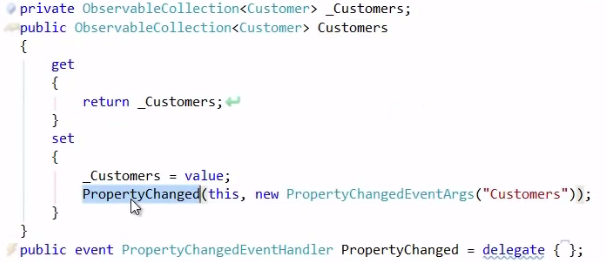 private ObservableCollection<Customer> _Customers;
public ObservableCollection<Customer> Customers
{
get
{
return _Customers;
}
set
{
_Customers = value;
PropertyChanged(this, new PropertyChangedEventArgs("Customers"));
}
}
public event PropertyChangedEventHandler PropertyChanged = delegate { };